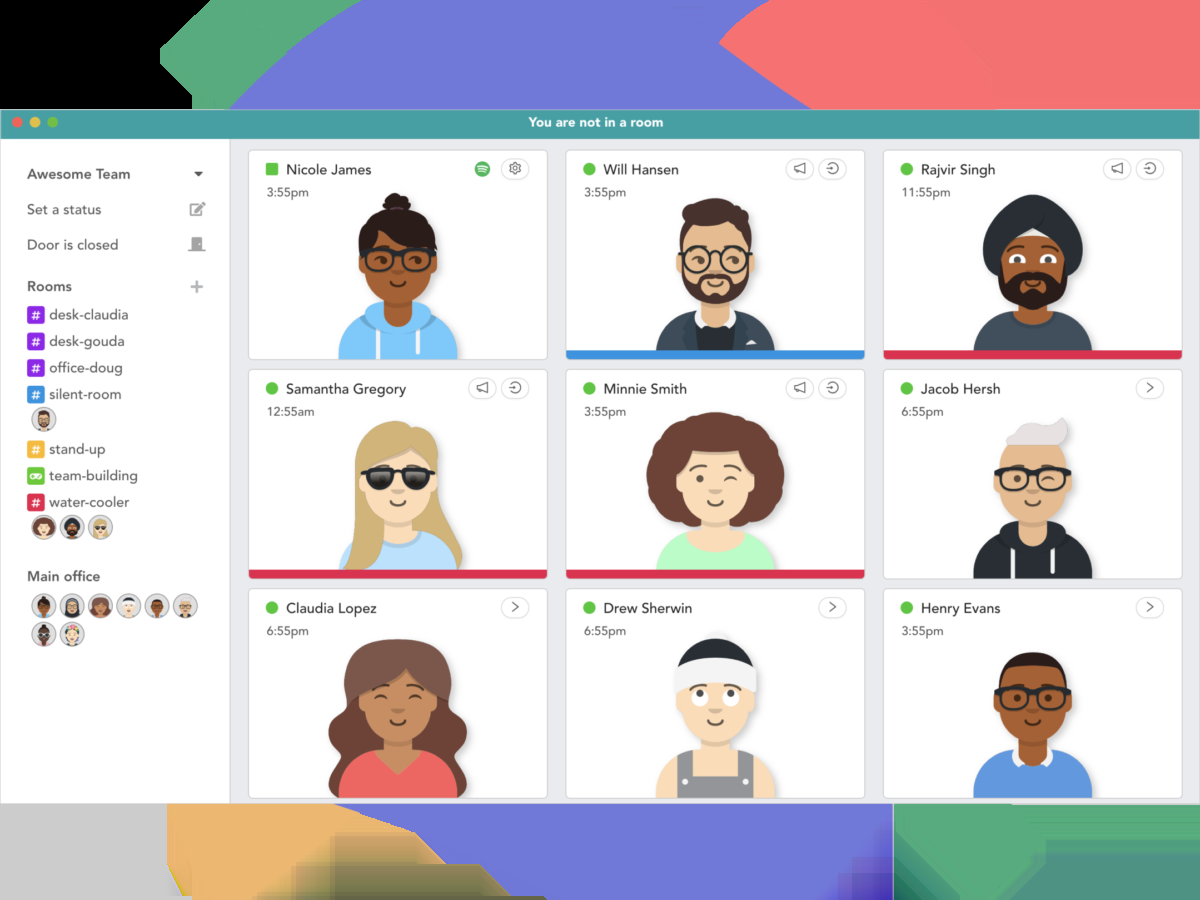 You are not in a room
Awesome Team
Set a status
Door is closed
Rooms
# desk-claudia
# desk-gouda
# office-doug
# silent-room
# stand-up
team-building
# water-cooler
Main office
Nicole James
3:55pm
Will Hansen
3:55pm
Rajvir Singh
11:55pm
Samantha Gregory
12:55am
Minnie Smith
3:55pm
Jacob Hersh
6:55pm
Claudia Lopez
6:55pm
Drew Sherwin
6:55pm
Henry Evans
3:55pm